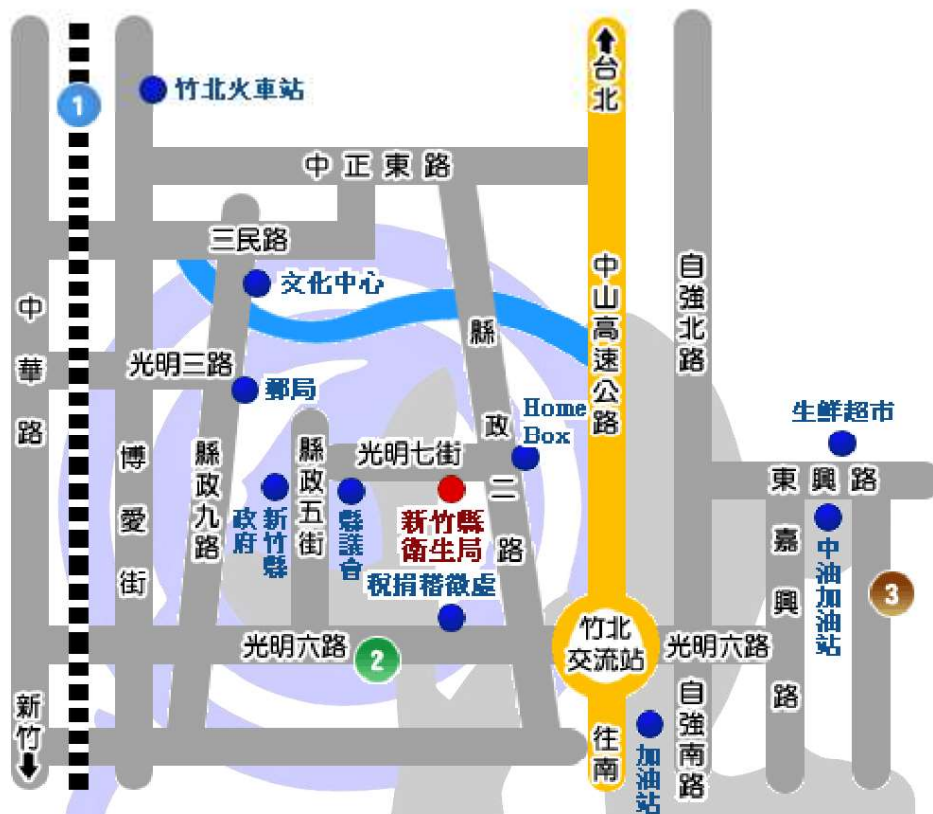 台北
1
竹北火車站
中正東路
三民路
文化中心
中山高速公路
自強北路
中華路
光明三路
郵局
縣政二路
Home
Box
生鮮超市
博愛街
縣政九路
縣政五街
光明七街
東興路
新竹縣
政府
縣議會
新竹縣
衛生局
嘉興路
中油加油站
稅捐稽徵處
3
光明六路
2
竹北
交流站
光明六路
新竹
往南
加油站
自強南路